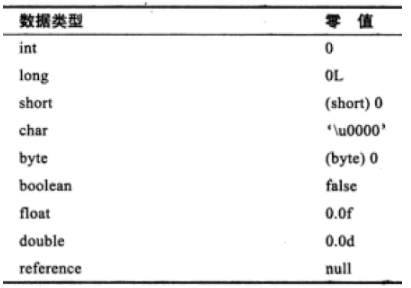 数据类型 零 值
int 0
long 0L
short (short) 0
char ‘\u0000’
byte (byte) 0
boolean false
float 0.0f
double 0.0d
reference null